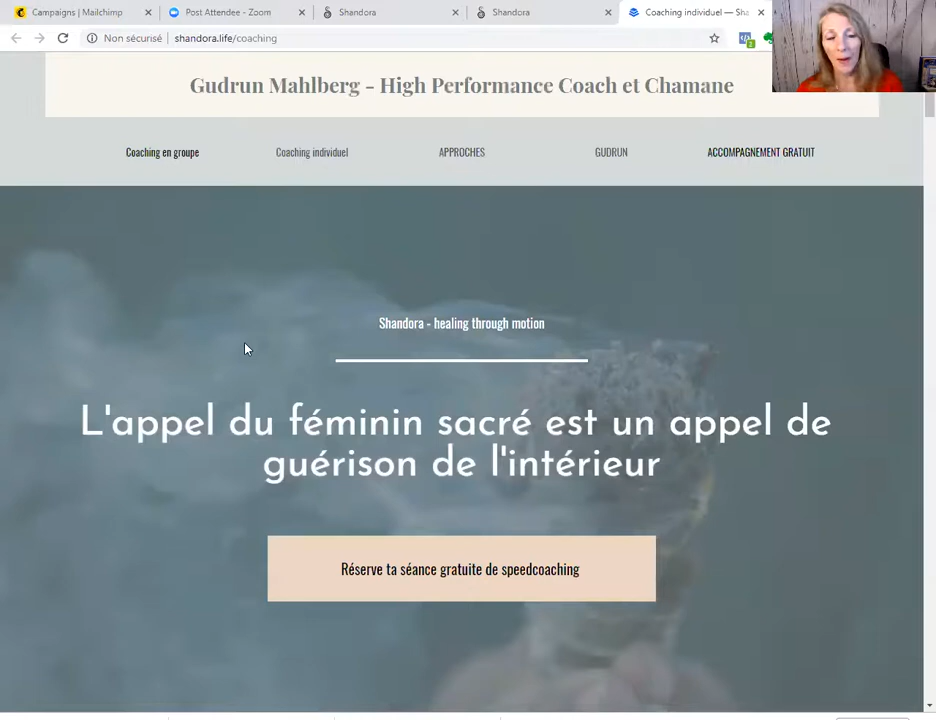 Campaigns | Mailchimp
Post Attendee - Zoom
Shandora
Shandora
Coaching individuel — Sha
Non sécurisé
shandora.life/coaching
2
Gudrun Mahlberg - High Performance Coach et Chamane
Coaching en groupe
Coaching individuel
APPROCHES
GUDRUN
ACCOMPAGNEMENT GRATUIT
Shandora - healing through motion
L'appel du féminin sacré est un appel de
guérison de l'intérieur
Réserve ta séance gratuite de speedcoaching